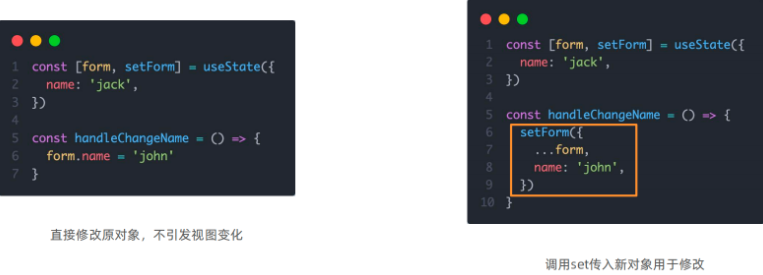 1 const [form, setForm] = useState({
2   name: 'jack',
3 })
4
5 const handleChangeName = () => {
6   form.name = 'john'
7 }
直接修改原对象，不引发视图变化
1 const [form, setForm] = useState({
2   name: 'jack',
3 })
4
5 const handleChangeName = () => {
6   setForm({
7     ...form,
8     name: 'john',
9   })
10 }
调用set传入新对象用于修改